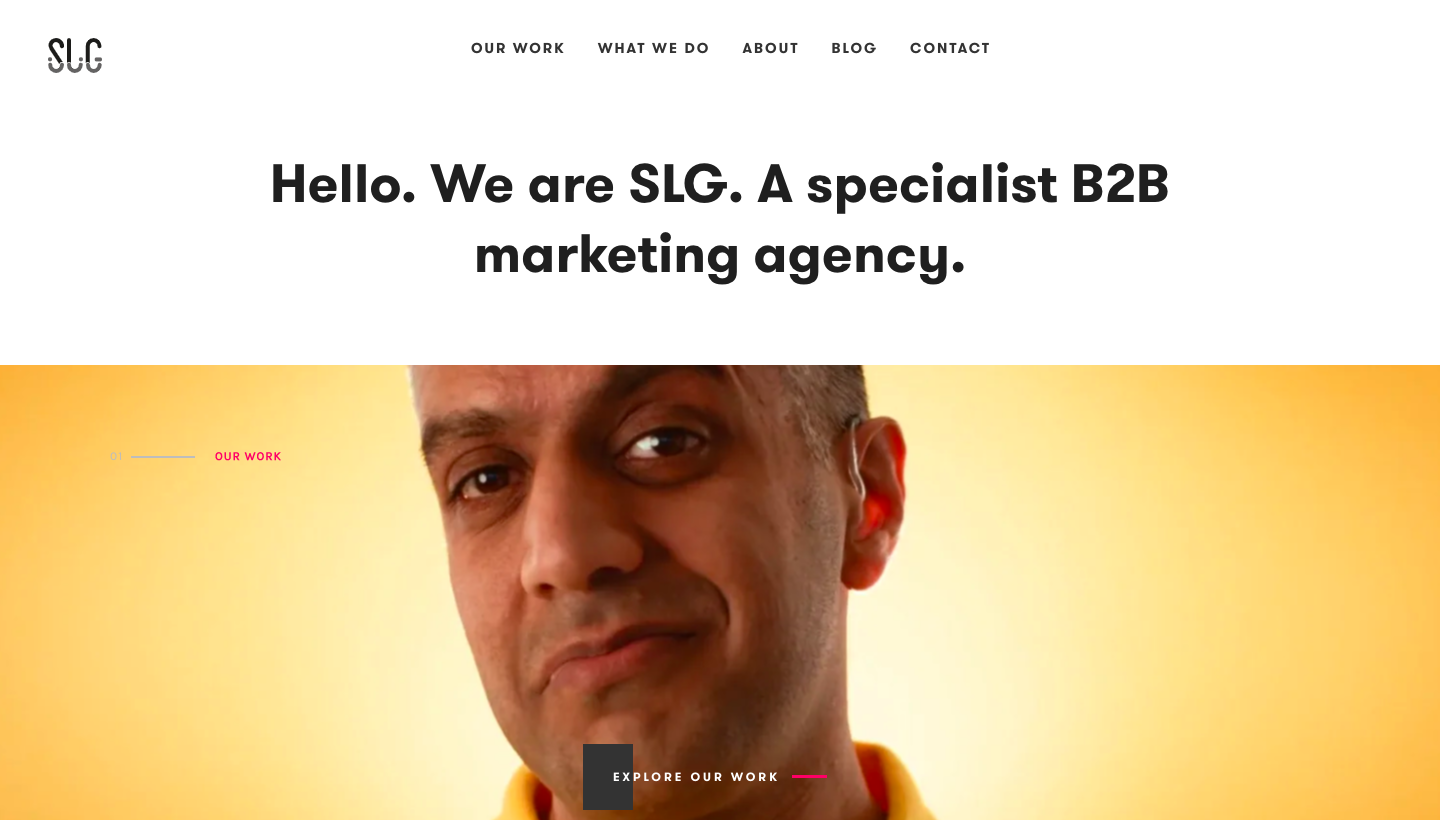 SLG
OUR WORK WHAT WE DO ABOUT BLOG CONTACT
Hello. We are SLG. A specialist B2B
marketing agency.
01 OUR WORK
EXPLORE OUR WORK